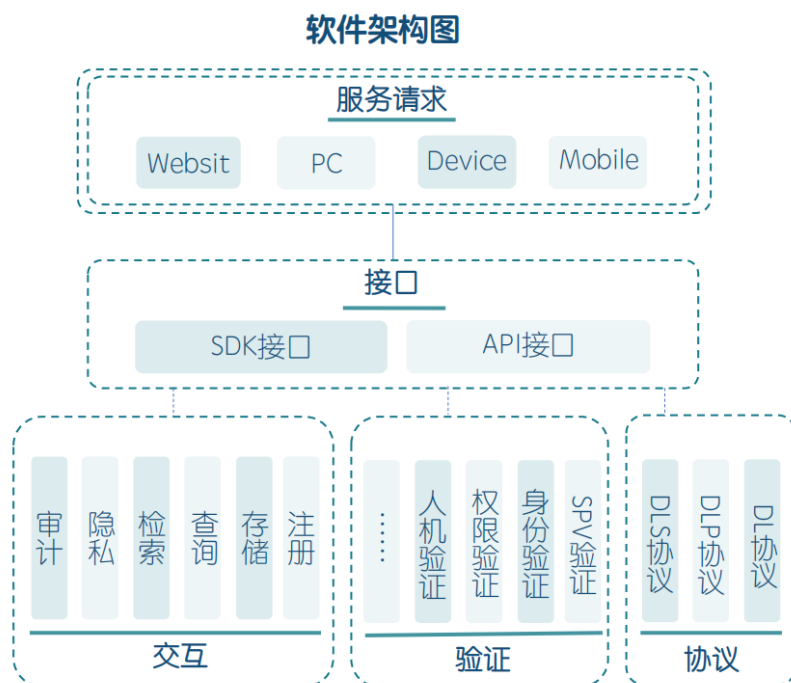 软件架构图
服务请求
Websit
PC
Device
Mobile
接口
SDK接口
API接口
审计
隐私
检索
查询
存储
注册
交互
……
人机验证
权限验证
身份验证
SPV验证
验证
DLS协议
DLP协议
DL协议
协议